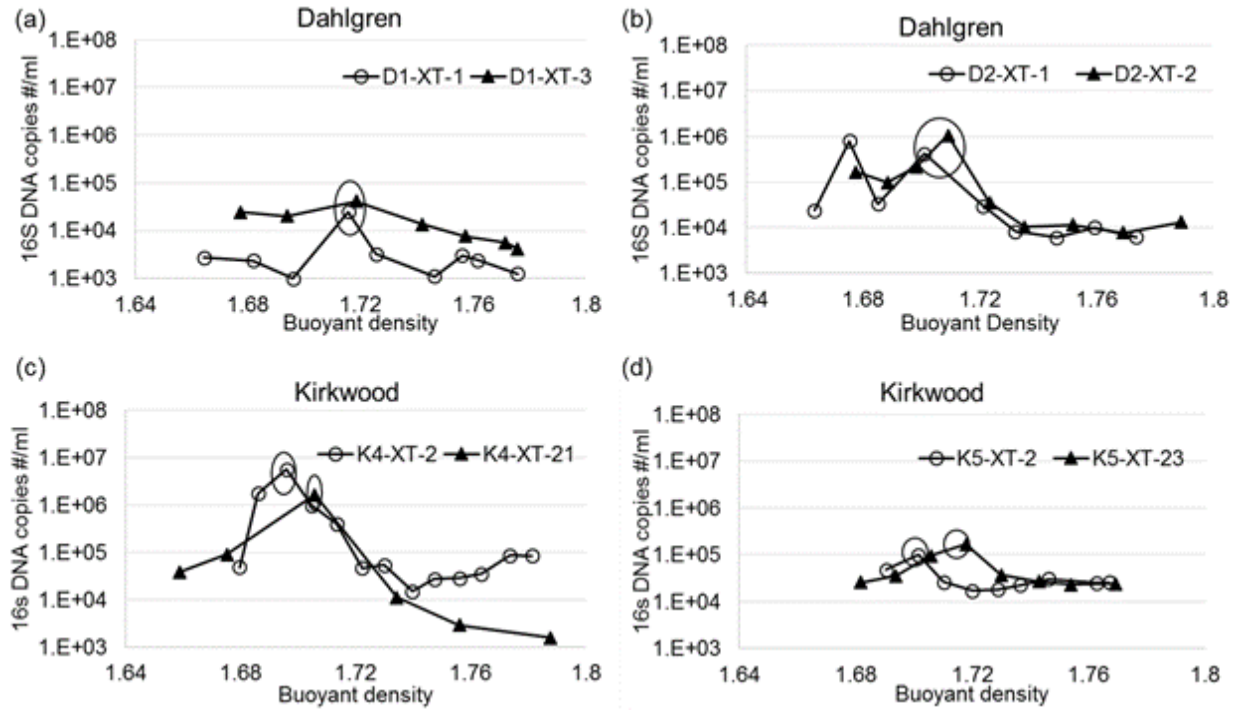 (a)
Dahlgren
1.E+08
1.E+07
1.E+06
1.E+05
1.E+04
1.E+03
16S DNA copies #/ml
D1-XT-1 D1-XT-3
1.64 1.68 1.72 1.76 1.8
Buoyant density
(b)
Dahlgren
1.E+08
1.E+07
1.E+06
1.E+05
1.E+04
1.E+03
16S DNA copies #/ml
D2-XT-1 D2-XT-2
1.64 1.68 1.72 1.76 1.8
Buoyant Density
(c)
Kirkwood
1.E+08
1.E+07
1.E+06
1.E+05
1.E+04
1.E+03
16s DNA copies #/ml
K4-XT-2 K4-XT-21
1.64 1.68 1.72 1.76 1.8
Buoyant density
(d)
Kirkwood
1.E+08
1.E+07
1.E+06
1.E+05
1.E+04
1.E+03
16s DNA copies #/ml
K5-XT-2 K5-XT-23
1.64 1.68 1.72 1.76 1.8
Buoyant density